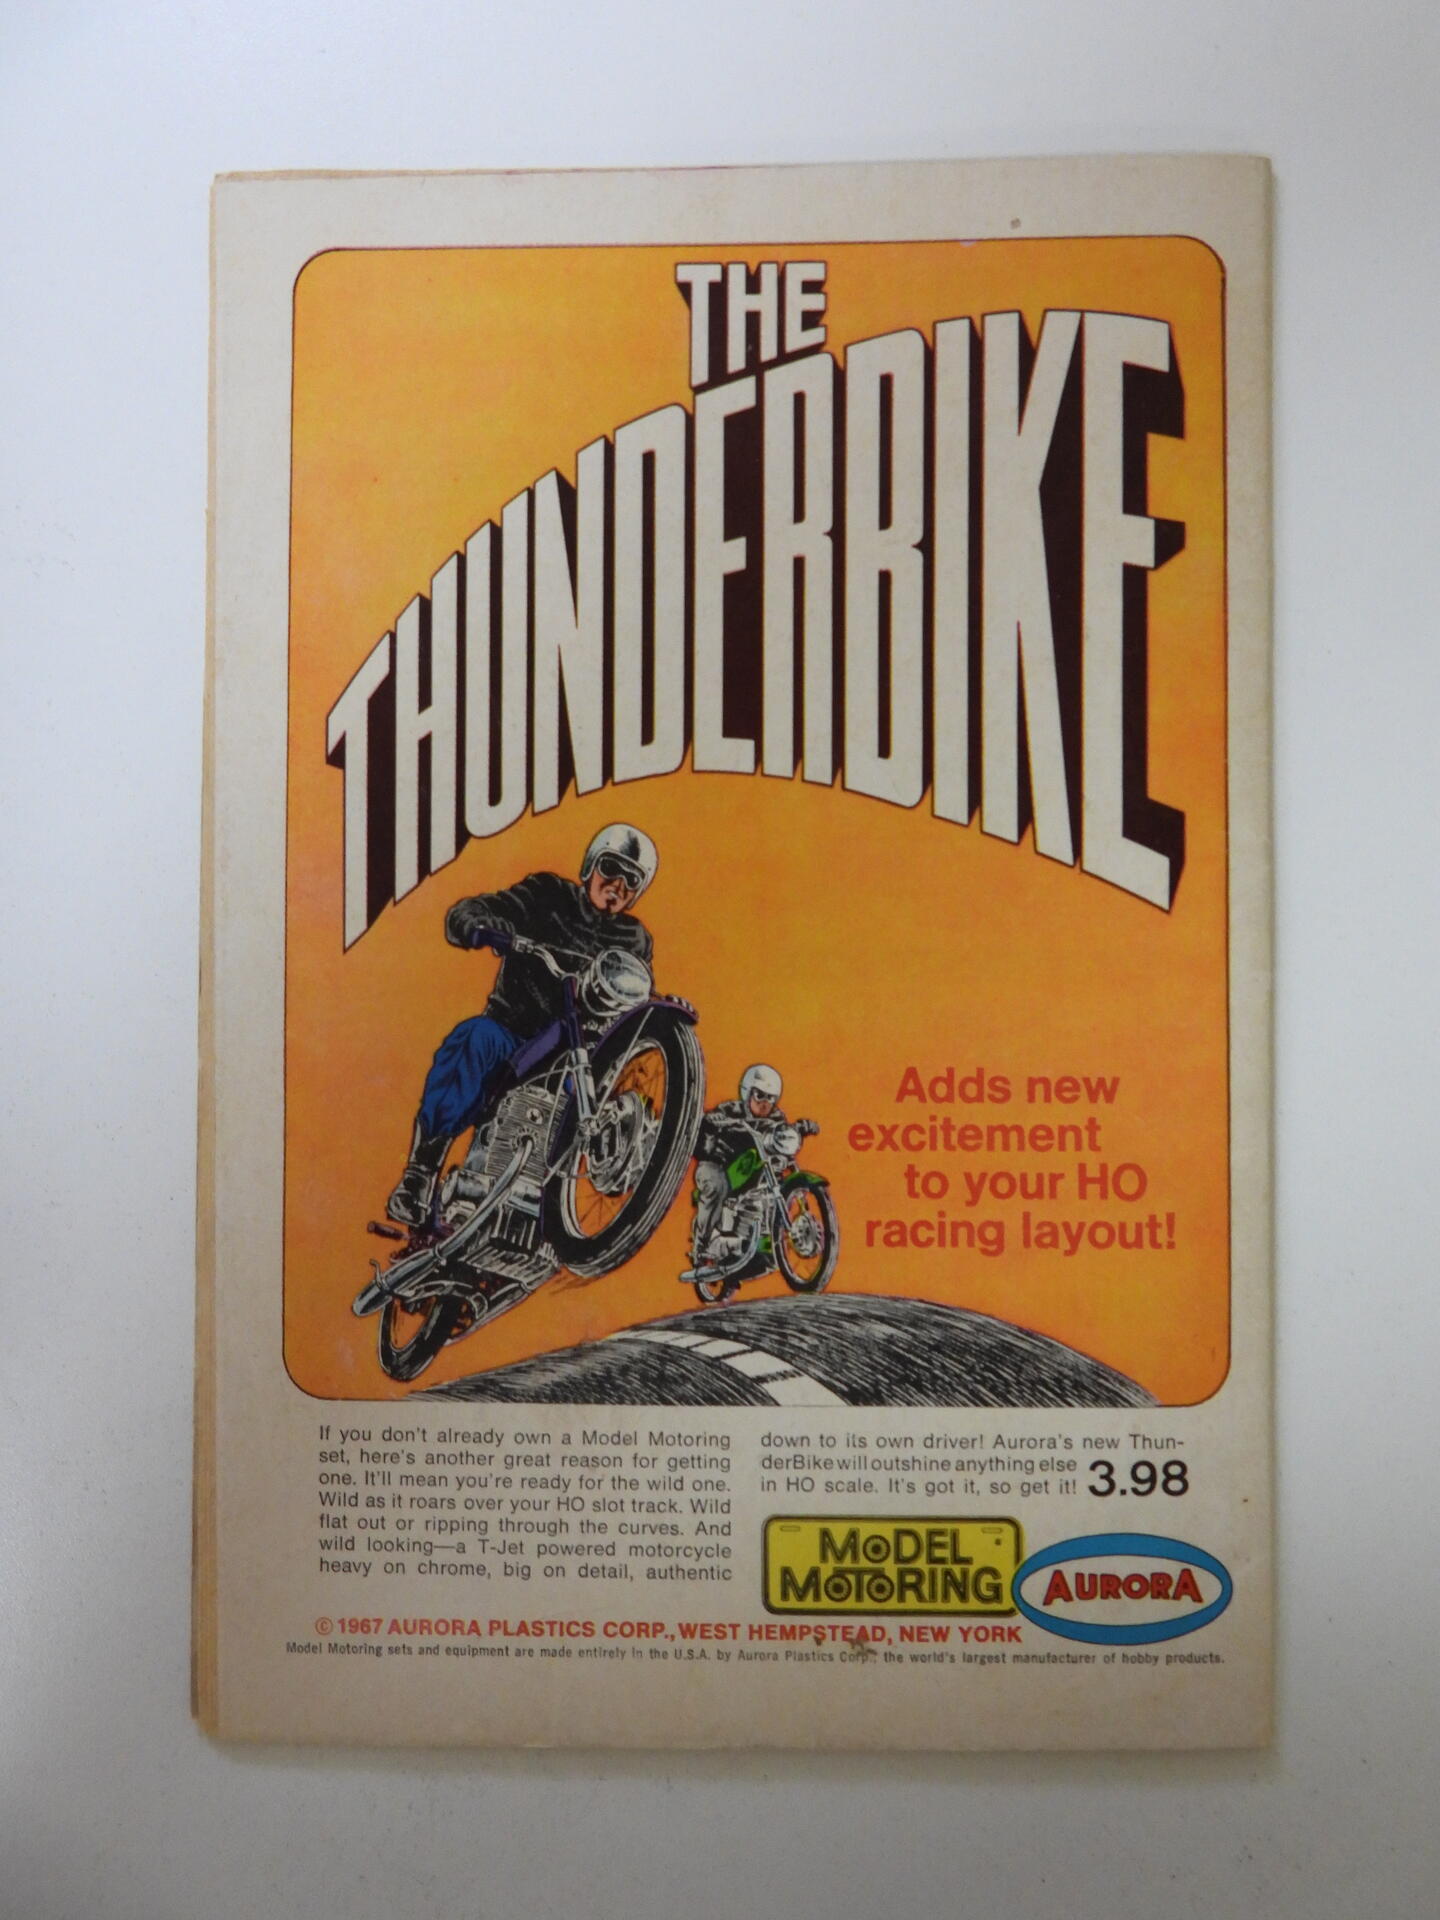 THE
THUNDERBIKE
Adds new
excitement
to your HO
racing layout!
If you don't already own a Model Motoring
set, here's another great reason for getting
one. It'll mean you're ready for the wild one.
Wild as it roars over your HO slot track. Wild
flat out or ripping through the curves. And
wild looking—a T-Jet powered motorcycle
heavy on chrome, big on detail, authentic
down to its own driver! Aurora's new Thun-
derBike will outshine anything else
in HO scale. It's got it, so get it! 3.98
MODEL
MOTORING
AURORA
© 1967 AURORA PLASTICS CORP., WEST HEMPSTEAD, NEW YORK
Model Motoring sets and equipment are made entirely in the U.S.A. by Aurora Plastics Corp., the world's largest manufacturer of hobby products.